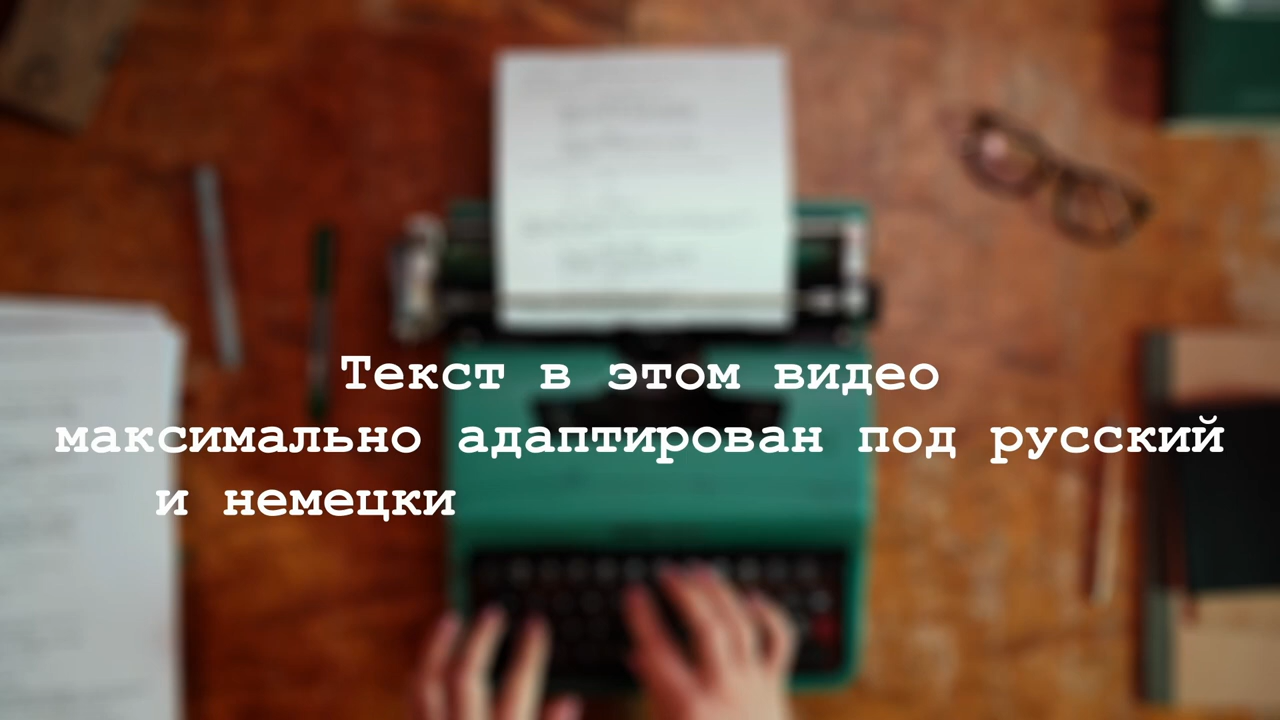 Текст в этом видео
максимально адаптирован под русский
и немецки